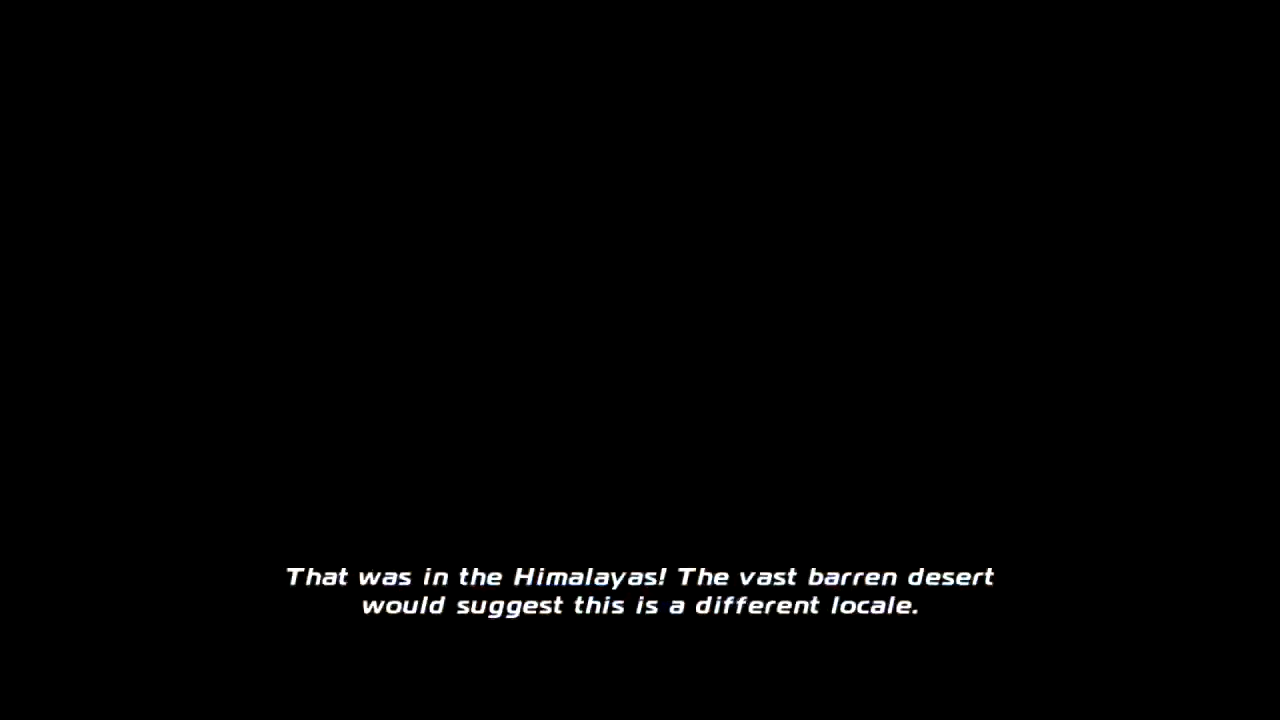 That was in the Himalayas! The vast barren desert
would suggest this is a different locale.